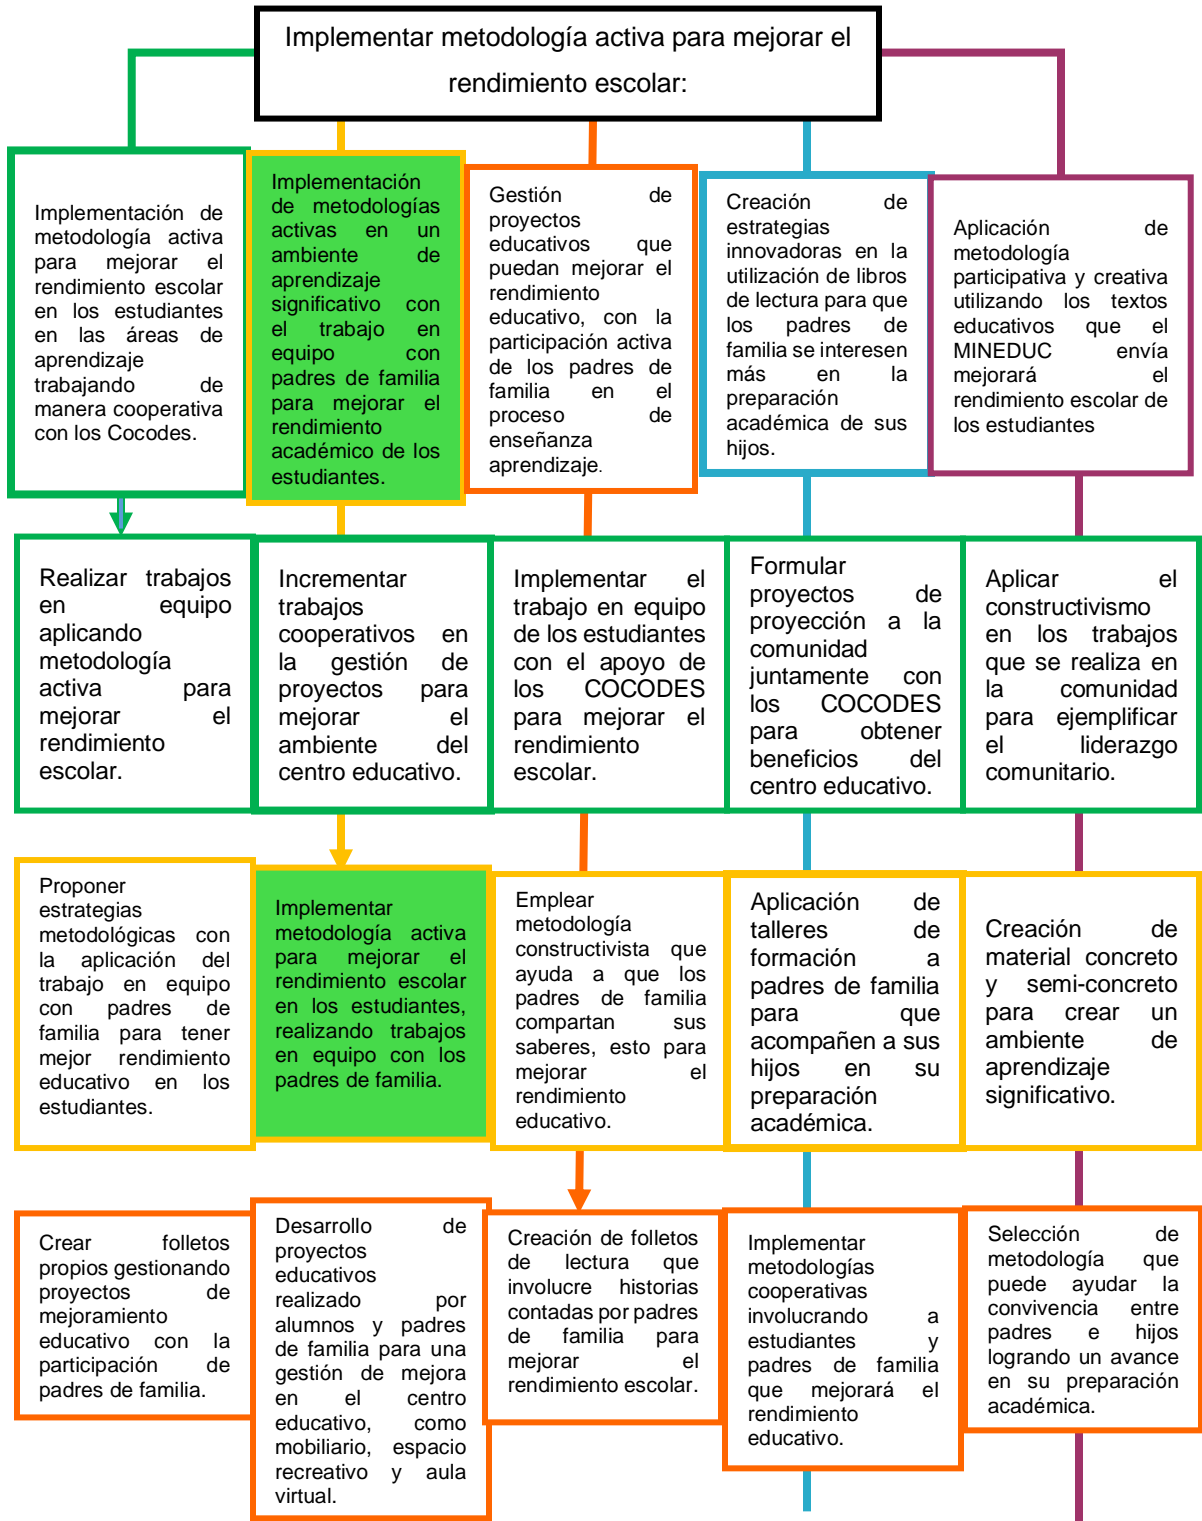 Implementar metodología activa para mejorar el
rendimiento escolar:
Implementación de
metodología activa
para mejorar el
rendimiento escolar
en los estudiantes
en las áreas de
aprendizaje
trabajando de
manera cooperativa
con los Cocodes.
Implementación
de metodologías
activas en un
ambiente de
aprendizaje
significativo con
el trabajo en
equipo con
padres de familia
para mejorar el
rendimiento
académico de los
estudiantes.
Gestión de
proyectos
educativos que
puedan mejorar el
rendimiento
educativo, con la
participación activa
de los padres de
familia en el
proceso de
enseñanza
aprendizaje.
Creación de
estrategias
innovadoras en la
utilización de libros
de lectura para que
los padres de
familia se interesen
más en la
preparación
académica de sus
hijos.
Aplicación de
metodología
participativa y creativa
utilizando los textos
educativos que el
MINEDUC envía
mejorará el
rendimiento escolar de
los estudiantes
Realizar trabajos
en equipo
aplicando
metodología
activa para
mejorar el
rendimiento
escolar.
Incrementar
trabajos
cooperativos en
la gestión de
proyectos para
mejorar el
ambiente del
centro educativo.
Implementar el
trabajo en equipo
de los estudiantes
con el apoyo de
los COCODES
para mejorar el
rendimiento
escolar.
Formular
proyectos de
proyección a la
comunidad
juntamente con
los COCODES
para obtener
beneficios del
centro educativo.
Aplicar el
constructivismo
en los trabajos
que se realiza en
la comunidad
para ejemplificar
el liderazgo
comunitario.
Proponer
estrategias
metodológicas con
la aplicación del
trabajo en equipo
con padres de
familia para tener
mejor rendimiento
educativo en los
estudiantes.
Implementar
metodología activa
para mejorar el
rendimiento escolar
en los estudiantes,
realizando trabajos
en equipo con los
padres de familia.
Emplear
metodología
constructivista que
ayuda a que los
padres de familia
compartan sus
saberes, esto para
mejorar el
rendimiento
educativo.
Aplicación de
talleres de
formación a
padres de familia
para que
acompañen a sus
hijos en su
preparación
académica.
Creación de
material concreto
y semi-concreto
para crear un
ambiente de
aprendizaje
significativo.
Crear folletos
propios gestionando
proyectos de
mejoramiento
educativo con la
participación de
padres de familia.
Desarrollo de
proyectos
educativos
realizado por
alumnos y padres
de familia para una
gestión de mejora
en el centro
educativo, como
mobiliario, espacio
recreativo y aula
virtual.
Creación de folletos
de lectura que
involucre historias
contadas por padres
de familia para
mejorar el
rendimiento escolar.
Implementar
metodologías
cooperativas
involucrando a
estudiantes y
padres de familia
que mejorará el
rendimiento
educativo.
Selección de
metodología que
puede ayudar la
convivencia entre
padres e hijos
logrando un avance
en su preparación
académica.